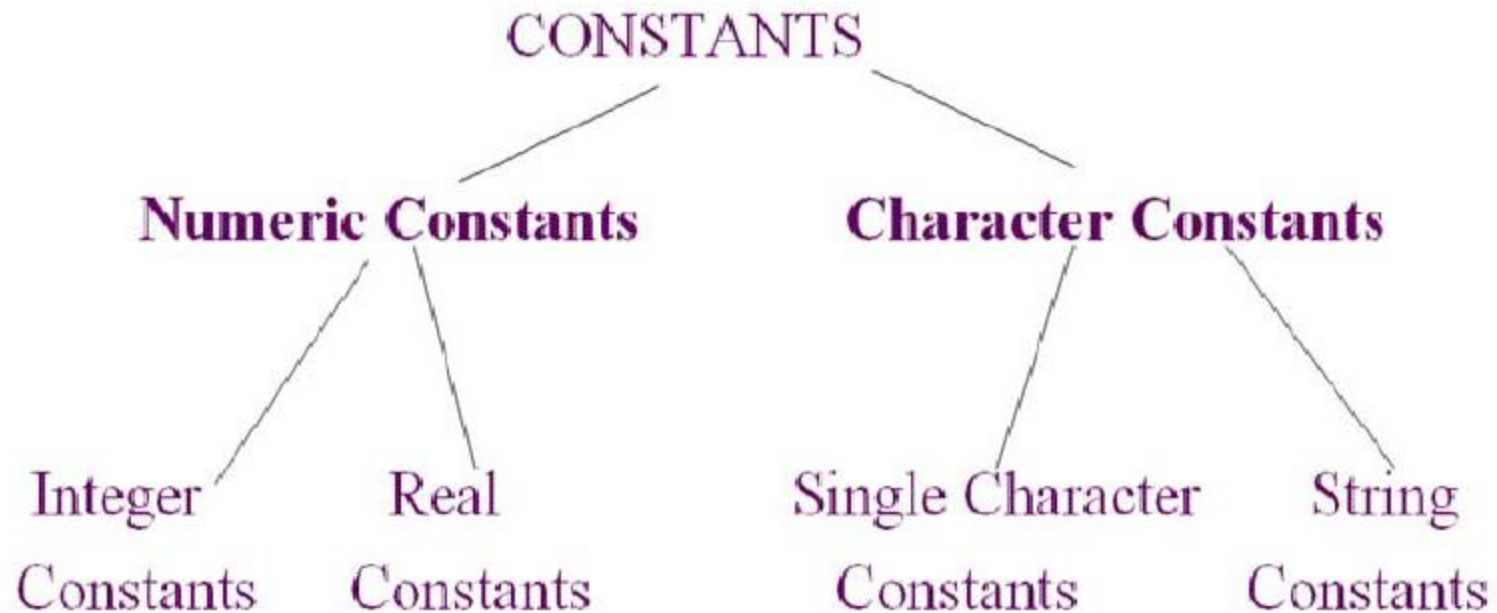 CONSTANTS
Numeric Constants
Character Constants
Integer
Constants
Real
Constants
Single Character
Constants
String
Constants